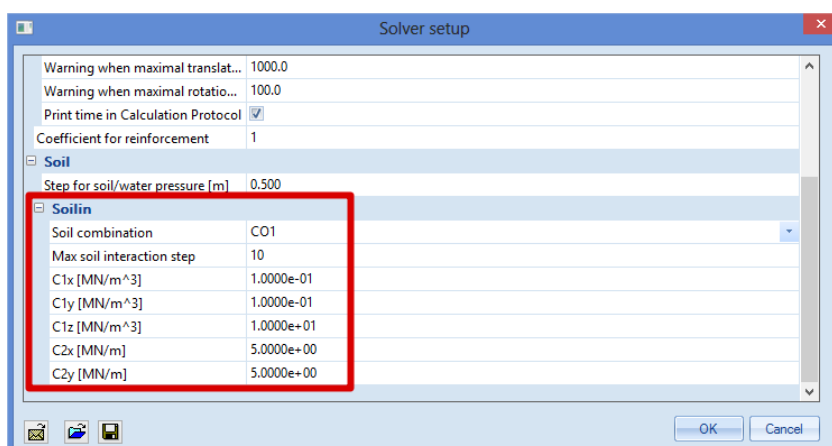 Solver setup
Warning when maximal translat... 1000.0
Warning when maximal rotatio... 100.0
Print time in Calculation Protocol
Coefficient for reinforcement 1
Soil
Step for soil/water pressure [m] 0.500
Soilin
Soil combination CO1
Max soil interaction step 10
C1x [MN/m^3] 1.0000e-01
C1y [MN/m^3] 1.0000e-01
C1z [MN/m^3] 1.0000e+01
C2x [MN/m] 5.0000e+00
C2y [MN/m] 5.0000e+00
OK Cancel